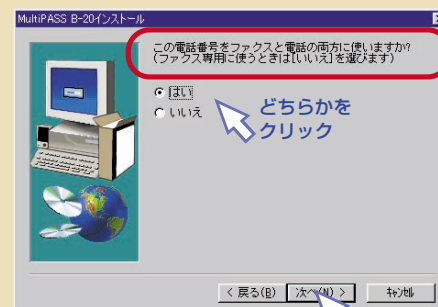 MultiPASS B-20インストール
この電話番号をファクスと電話の両方に使いますか?
(ファクス専用に使うときは[いいえ]を選びます)
はい
いいえ
どちらかを
クリック
< 戻る(B)
次へ(N) >
キャンセル